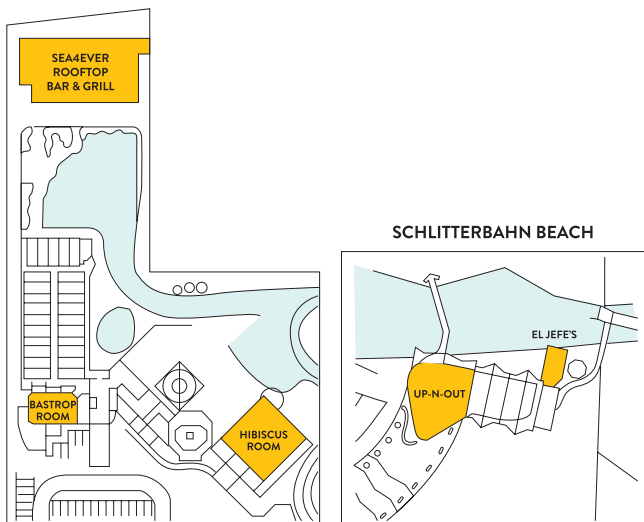 SEA4EVER
ROOFTOP
BAR & GRILL
BASTROP
ROOM
HIBISCUS
ROOM
SCHLITTERBAHN BEACH
EL JEFE'S
UP-N-OUT